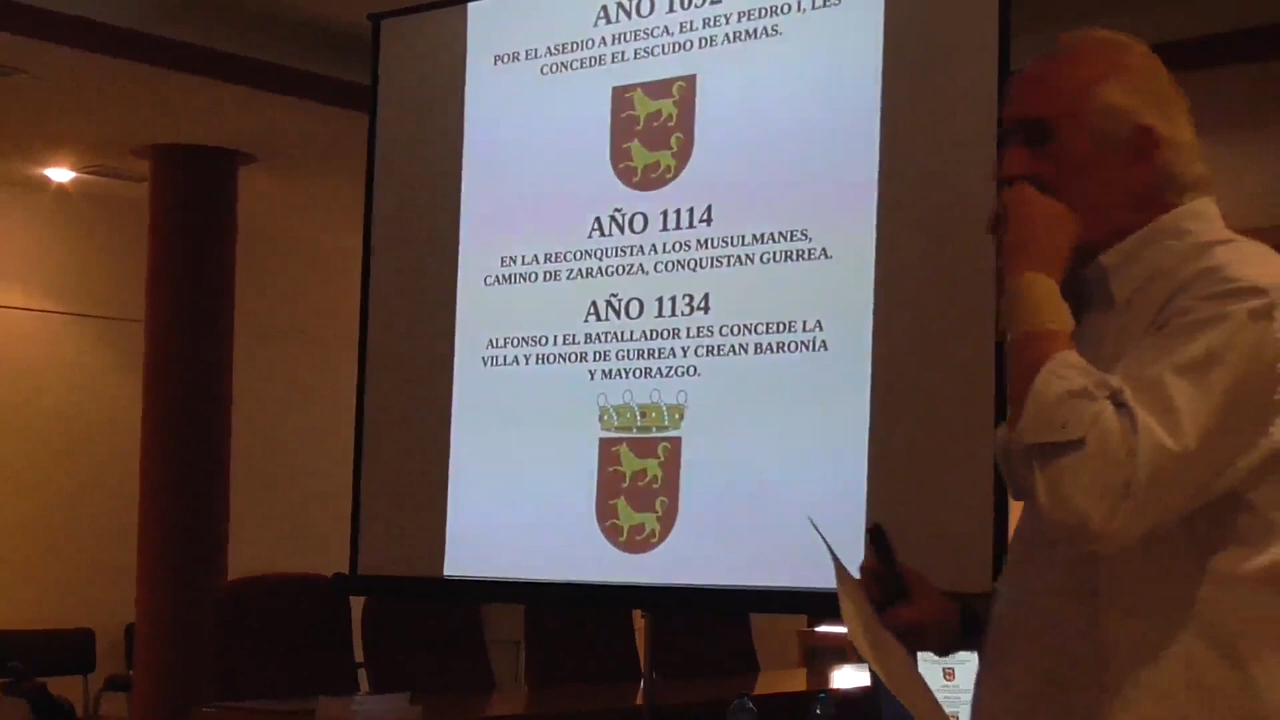 AÑO 1092
POR EL ASEDIO A HUESCA, EL REY PEDRO I, LES
CONCEDE EL ESCUDO DE ARMAS.
AÑO 1114
EN LA RECONQUISTA A LOS MUSULMANES,
CAMINO DE ZARAGOZA, CONQUISTAN GURREA.
AÑO 1134
ALFONSO I EL BATALLADOR LES CONCEDE LA
VILLA Y HONOR DE GURREA Y CREAN BARONÍA
Y MAYORAZGO.